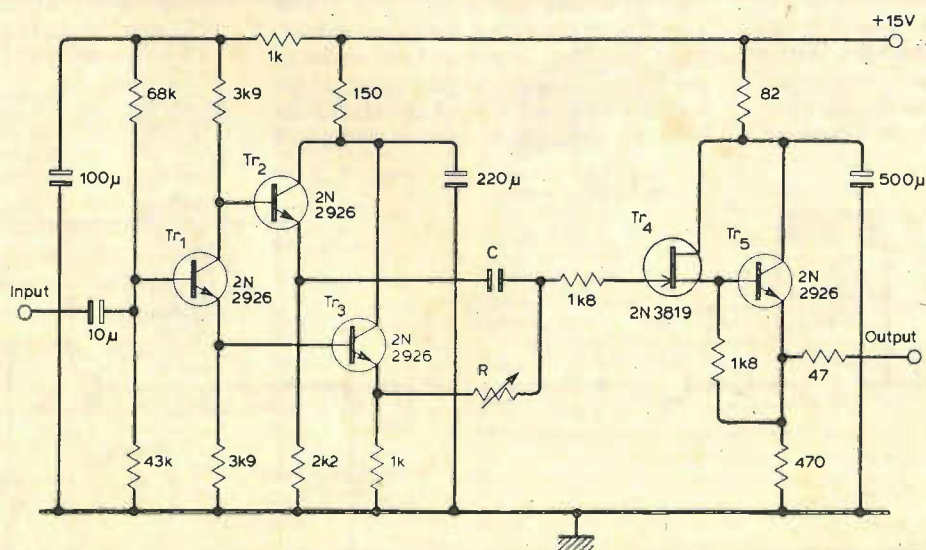 +15V
1k
68k
3k9
150
82
100μ
Tr2
2N
2926
220μ
Tr4
500μ
Tr1
2N
2926
C
Tr5
2N
2926
Input
10μ
Tr3
2N
2926
1k8
2N3819
Output
R
1k8
47
43k
3k9
2k2
1k
470